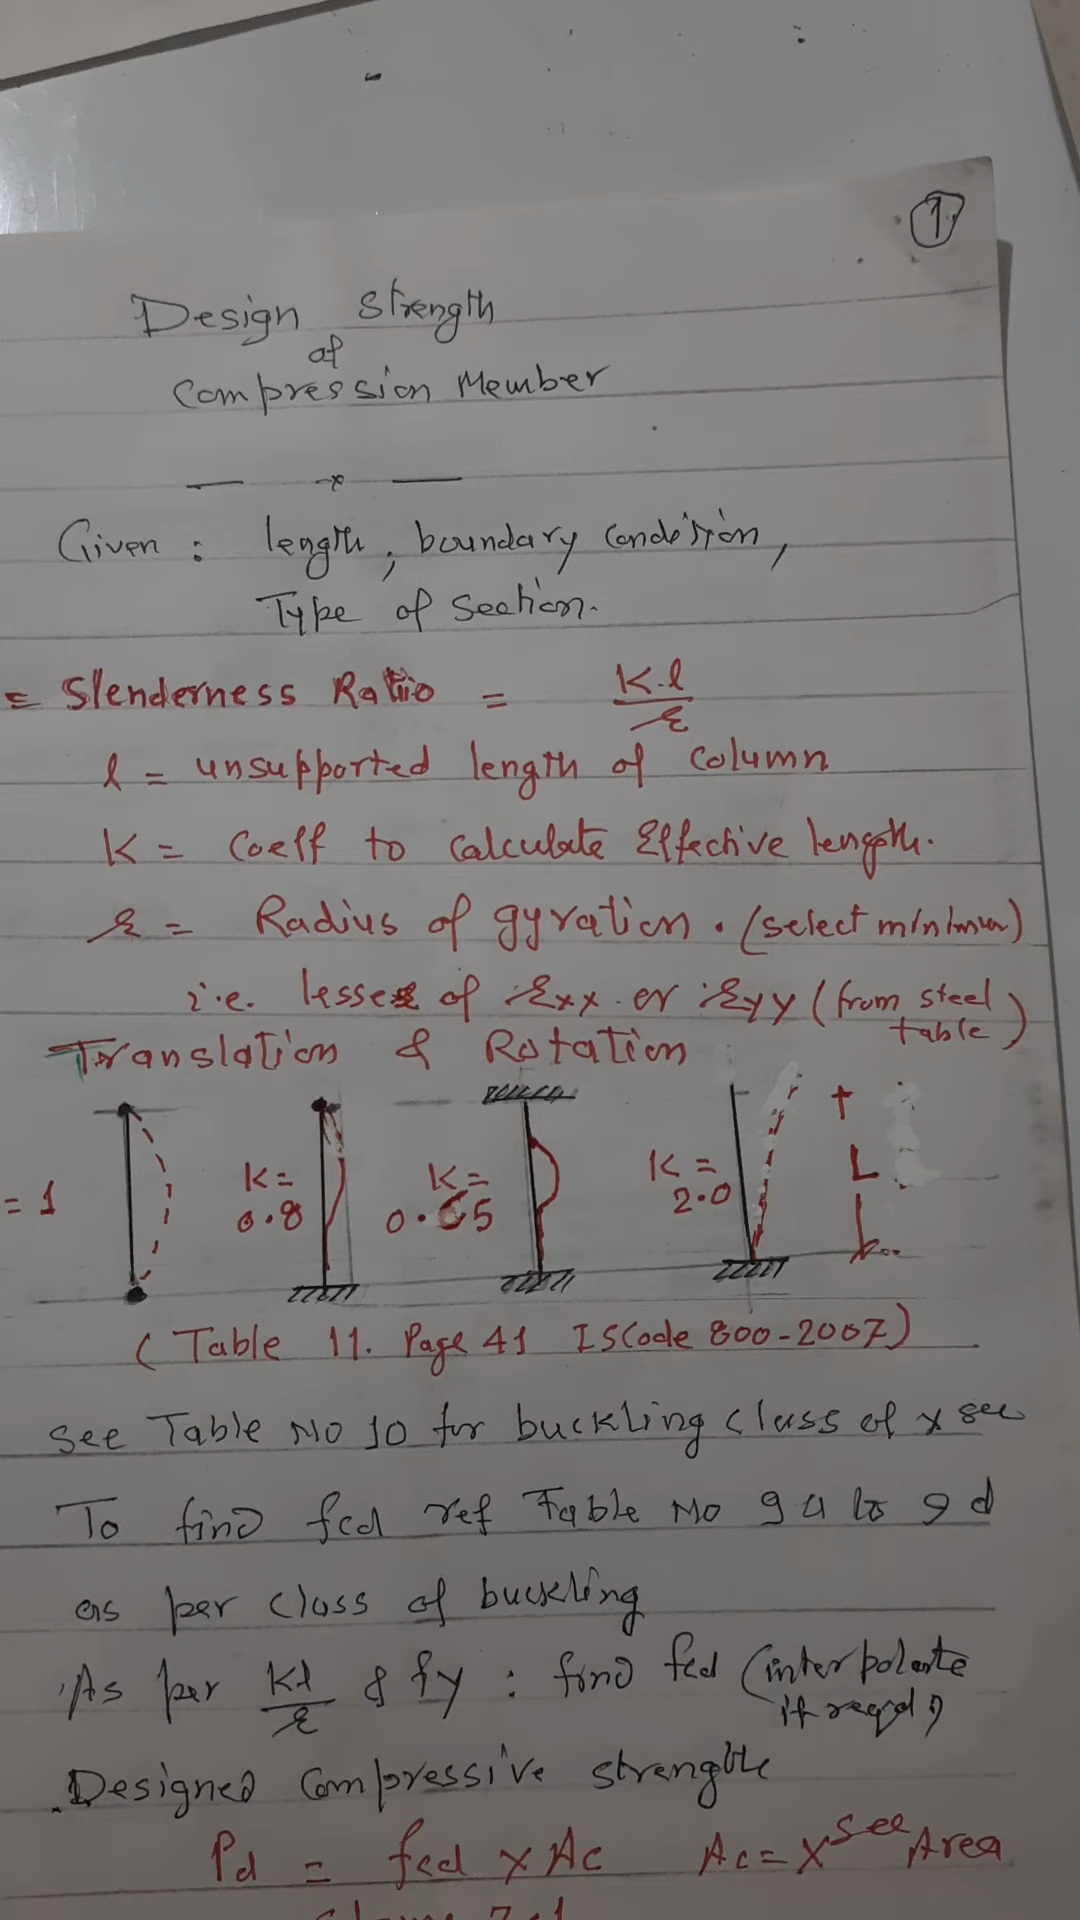 1
Design Strength
of
Compression Member
— x —
Given : length, boundary Condition,
Type of Section.
= Slenderness Ratio = K.l/r
l = unsupported length of column
K = Coeff to calculate Effective length.
r = Radius of gyration. (select minimum)
i.e. lesser of rxx or ryy (from steel table)
Translation & Rotation
= 1
K = 0.8
K = 0.65
K = 2.0
(Table 11. Page 41 IS Code 800-2007)
See Table No 10 for buckling class of x sec
To find fcd ref Table No 9 a to 9 d
as per class of buckling
As per Kl/r & fy : find fcd (interpolate if reqd)
Designed Compressive strength
Pd = fcd x Ac Ac = x sec Area